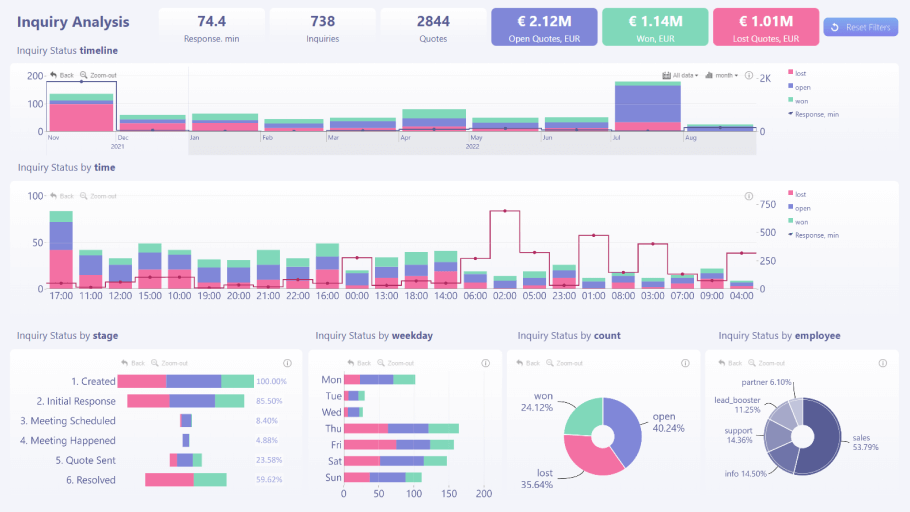 Inquiry Analysis
74.4
Response. min
738
Inquiries
2844
Quotes
€ 2.12M
Open Quotes, EUR
€ 1.14M
Won, EUR
€ 1.01M
Lost Quotes, EUR
Reset Filters
Inquiry Status timeline
Back Zoom-out
All data
month
200
100
0
2K
0
Nov Dec Jan Feb Mar Apr May Jun Jul Aug
2021 2022
lost
open
won
Response, min
Inquiry Status by time
Back Zoom-out
100
50
0
750
500
250
0
17:00 11:00 12:00 15:00 10:00 19:00 20:00 21:00 22:00 16:00 00:00 13:00 18:00 14:00 06:00 02:00 05:00 23:00 01:00 08:00 03:00 07:00 09:00 04:00
lost
open
won
Response, min
Inquiry Status by stage
Back Zoom-out
1. Created 100.00%
2. Initial Response 85.50%
3. Meeting Scheduled 8.40%
4. Meeting Happened 4.88%
5. Quote Sent 23.58%
6. Resolved 59.62%
Inquiry Status by weekday
Back Zoom-out
Mon
Tue
Wed
Thu
Fri
Sat
Sun
0 50 100 150 200
Inquiry Status by count
Back Zoom-out
won
24.12%
open
40.24%
lost
35.64%
Inquiry Status by employee
Back Zoom-out
partner 6.10%
lead_booster
11.25%
support
14.36%
info 14.50%
sales
53.79%